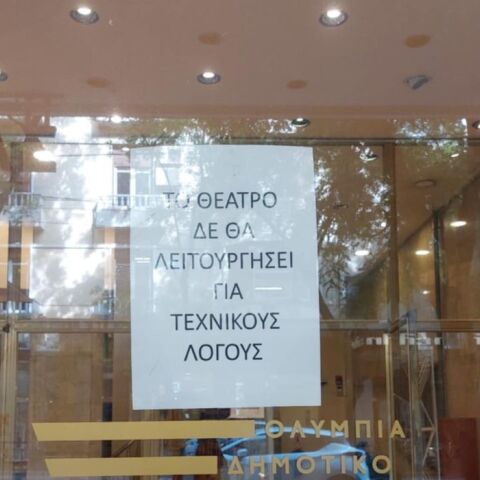 ΤΟ ΘΕΑΤΡΟ
ΔΕ ΘΑ
ΛΕΙΤΟΥΡΓΗΣΕΙ
ΓΙΑ
ΤΕΧΝΙΚΟΥΣ
ΛΟΓΟΥΣ
ΟΛΥΜΠΙΑ –
ΔΗΜΟΤΙΚΟ